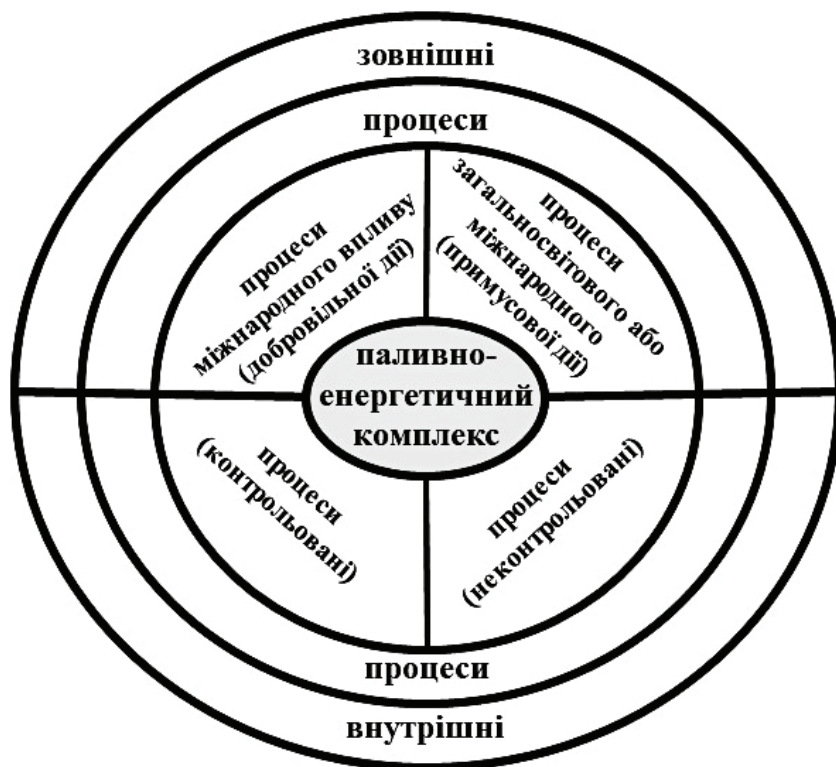 зовнішні
процеси
процеси
міжнародного впливу
(добровільної дії)
процеси
загальносвітового або
міжнародного
(примусової дії)
паливно-
енергетичний
комплекс
процеси
(контрольовані)
процеси
(неконтрольовані)
процеси
внутрішні